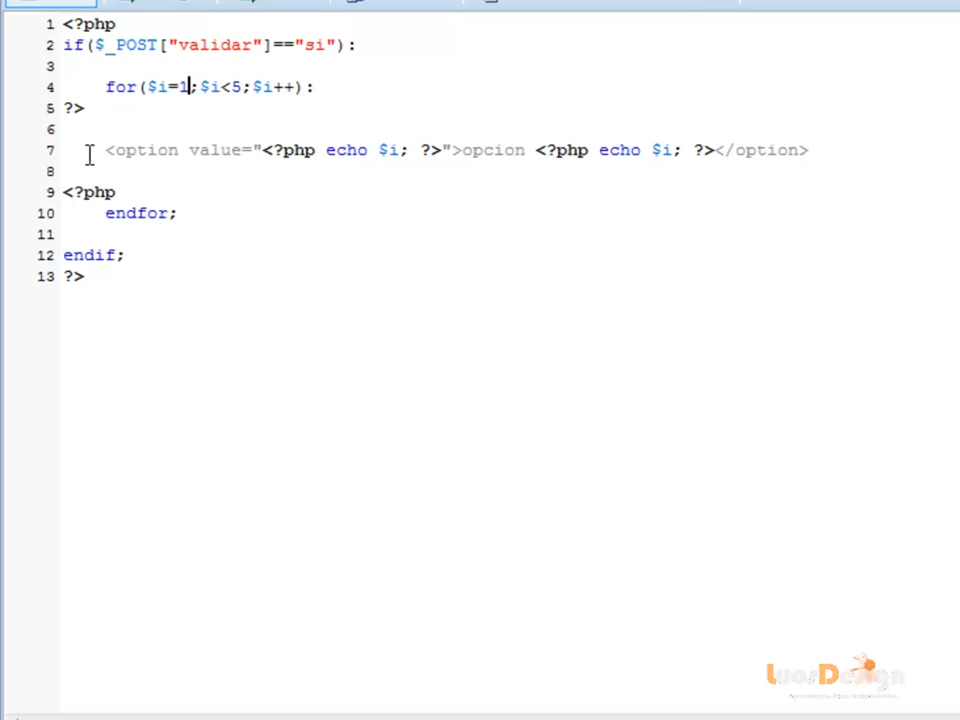 1 <?php
2 if($_POST["validar"]=="si"):
3
4 for($i=1;$i<5;$i++):
5 ?>
6
7 <option value="<?php echo $i; ?>">opcion <?php echo $i; ?></option>
8
9 <?php
10 endfor;
11
12 endif;
13 ?>
LuosDesign